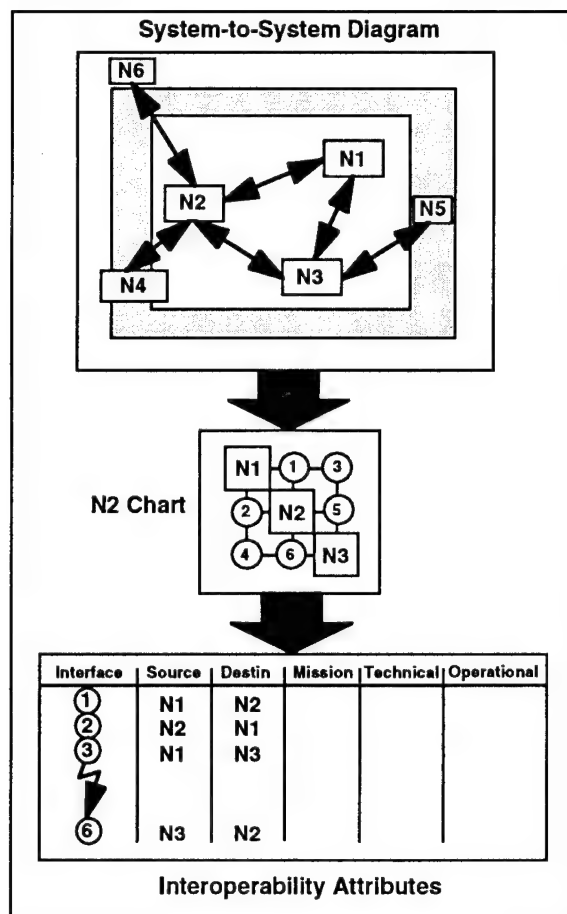 System-to-System Diagram
N6
N1
N2
N5
N4
N3
N1 1 3
N2 Chart
2 N2 5
4 6 N3
Interface Source Destin Mission Technical Operational
1 N1 N2
2 N2 N1
3 N1 N3
6 N3 N2
Interoperability Attributes